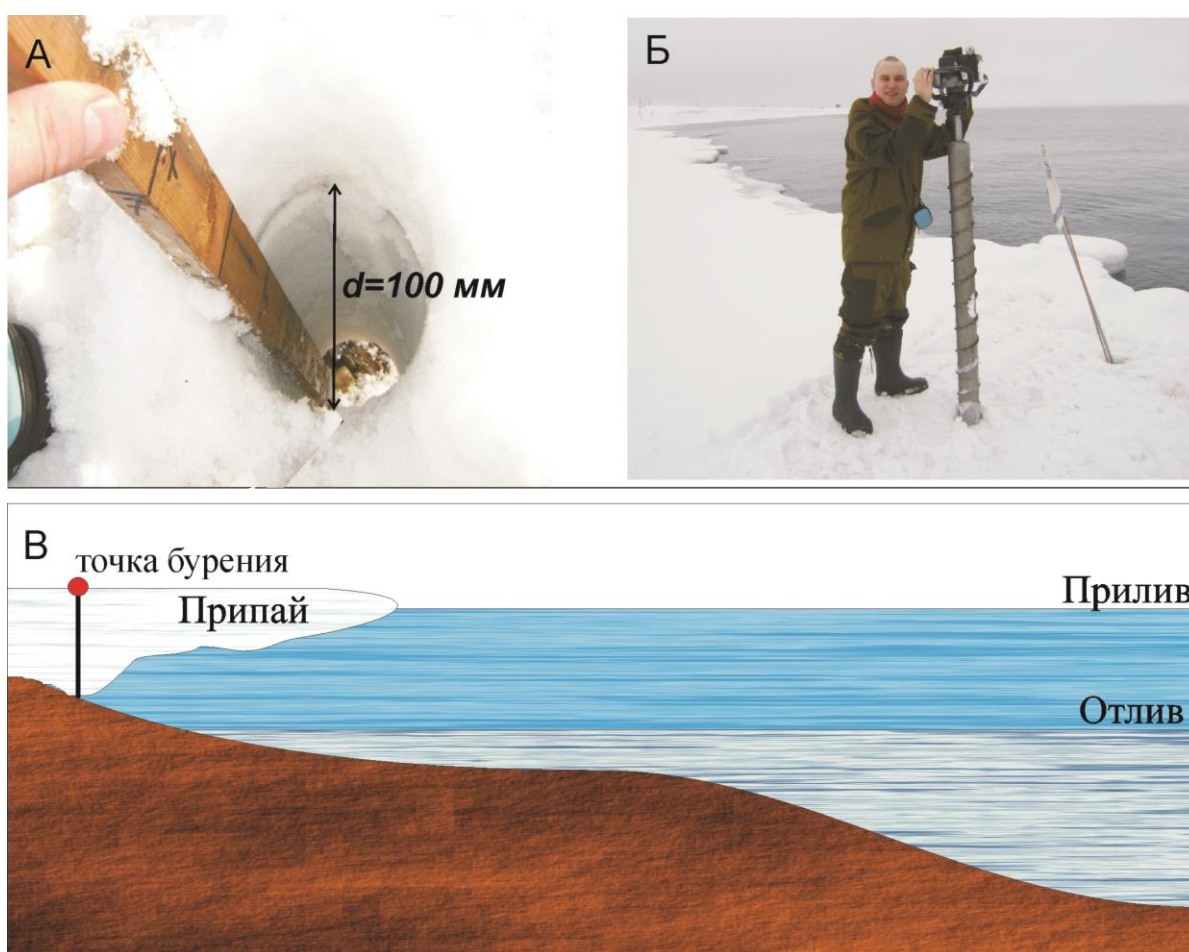 А
Б
d=100 мм
В
точка бурения
Припай
Прилив
Отлив